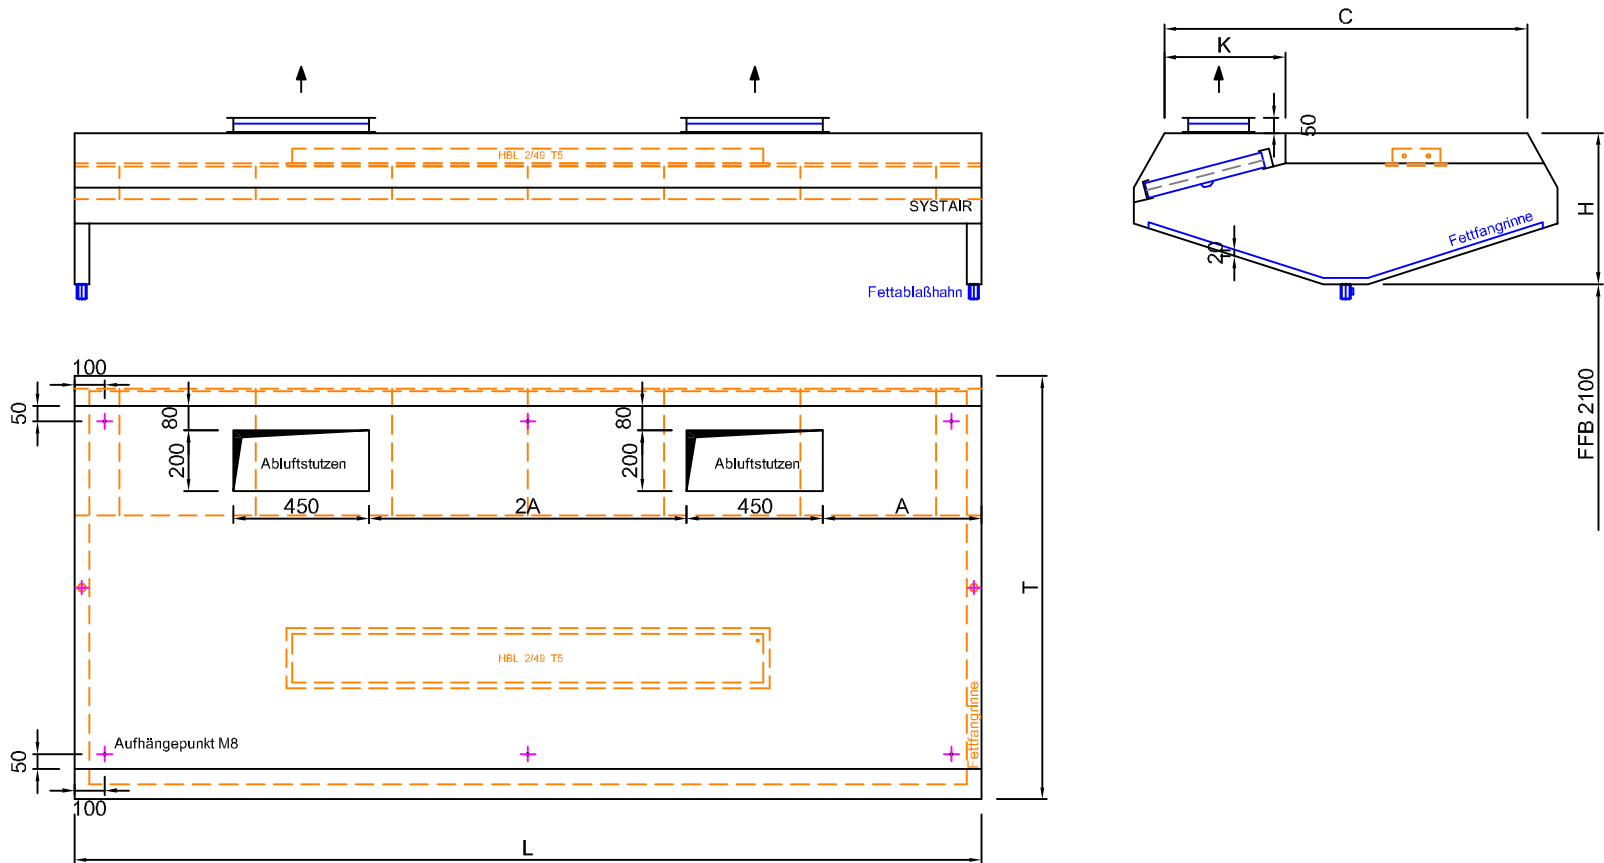 C
K
50
HBL 2/49 T5
SYSTAIR
Fettfangrinne
20
H
Fettablaßhahn
FFB 2100
100
50
80
80
200
Abluftstutzen
200
Abluftstutzen
450
2A
450
A
T
HBL 2/49 T5
Fettfangrinne
Aufhängepunkt M8
50
100
L